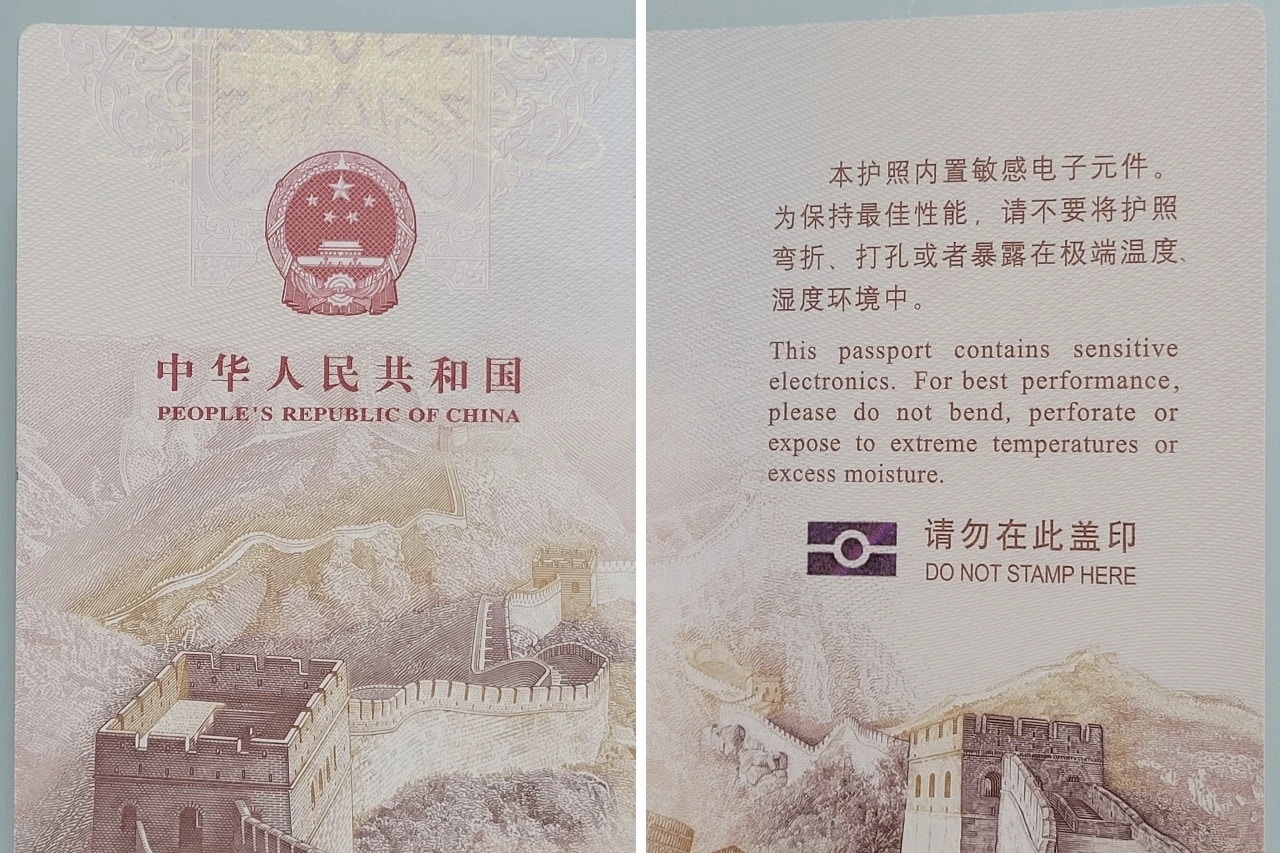 中华人民共和国
PEOPLE'S REPUBLIC OF CHINA
本护照内置敏感电子元件。
为保持最佳性能，请不要将护照
弯折、打孔或者暴露在极端温度、
湿度环境中。
This passport contains sensitive
electronics. For best performance,
please do not bend, perforate or
expose to extreme temperatures or
excess moisture.
请勿在此盖印
DO NOT STAMP HERE